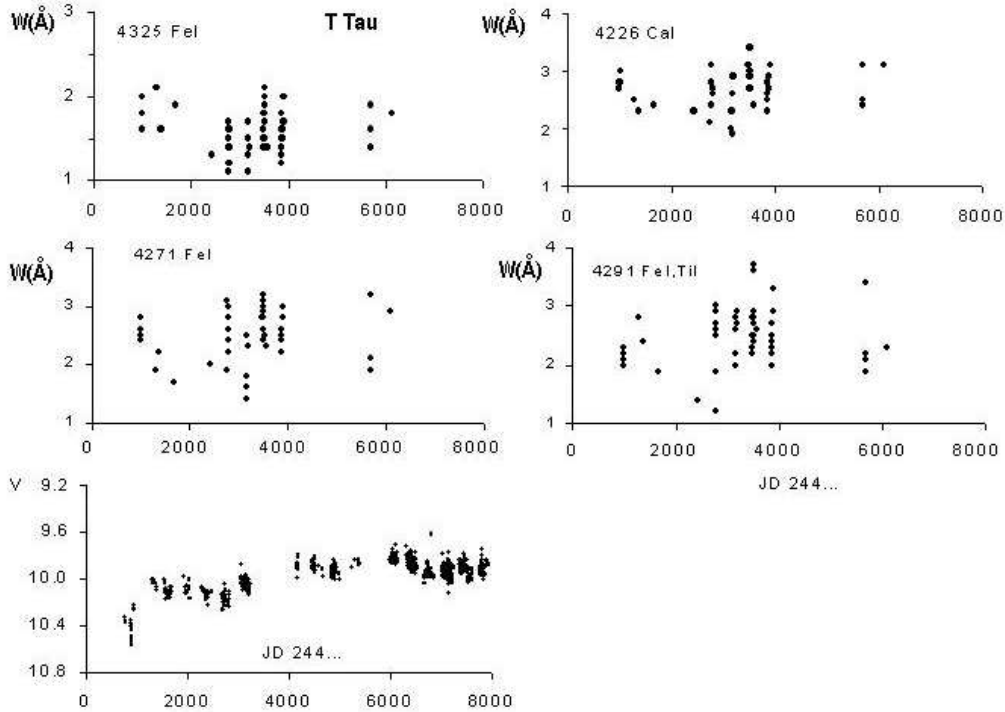 W(Å) 3 4325 FeI T Tau
2
1
0 2000 4000 6000 8000
W(Å) 4 4226 CaI
3
2
1
0 2000 4000 6000 8000
W(Å) 4 4271 FeI
3
2
1
0 2000 4000 6000 8000
W(Å) 4 4291 FeI,TiI
3
2
1
0 2000 4000 6000 8000
JD 244...
V 9.2
9.6
10.0
10.4
10.8
JD 244...
0 2000 4000 6000 8000